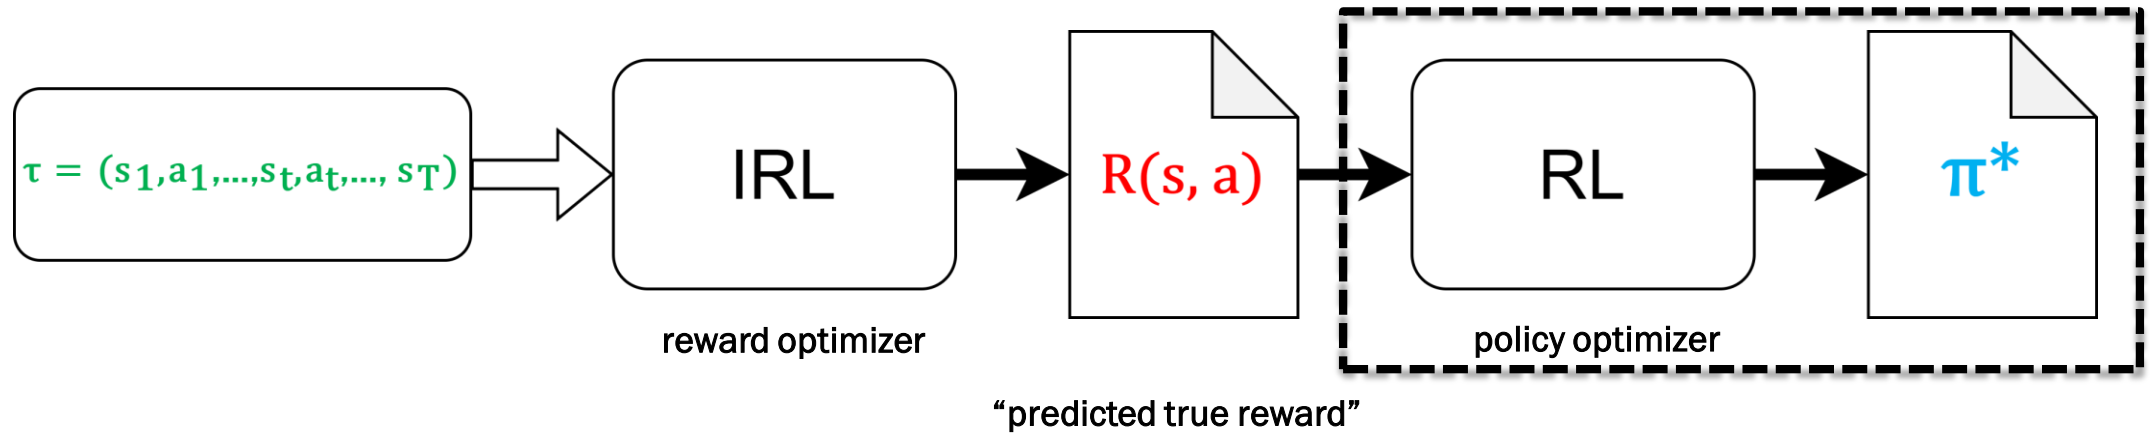 τ = (s1,a1,...,st,at,..., sT)
IRL
R(s, a)
RL
π*
reward optimizer
policy optimizer
“predicted true reward”